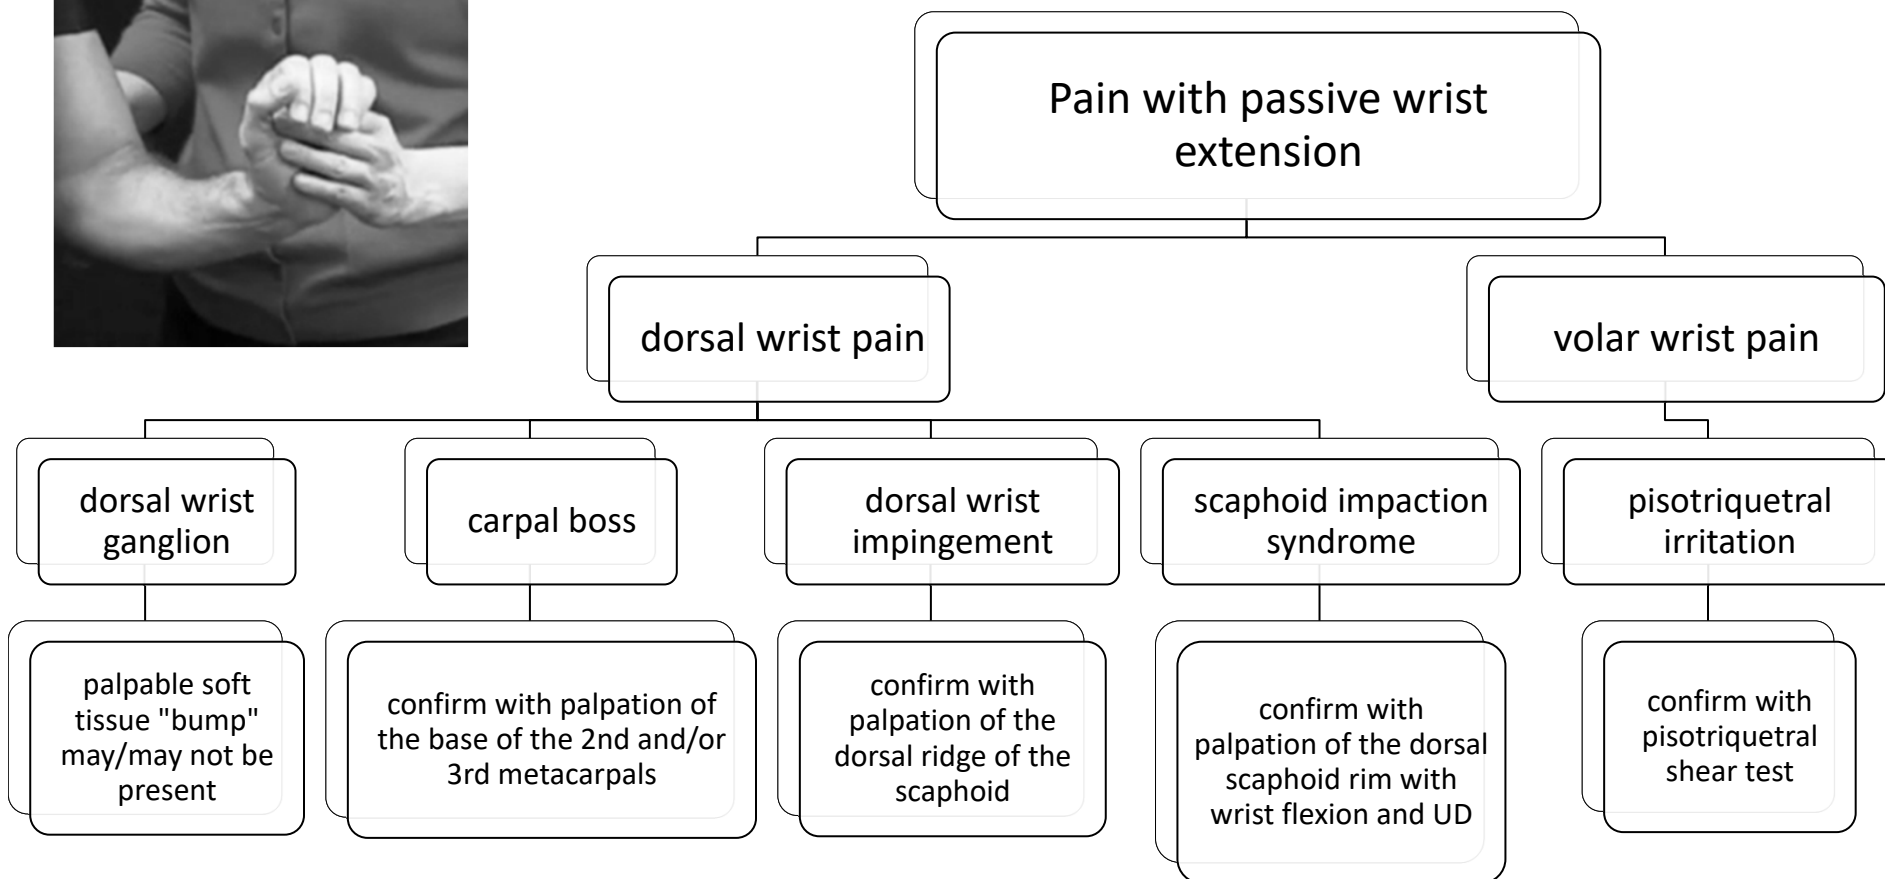 Pain with passive wrist
extension
dorsal wrist pain
volar wrist pain
dorsal wrist
ganglion
carpal boss
dorsal wrist
impingement
scaphoid impaction
syndrome
pisotriquetral
irritation
palpable soft
tissue "bump"
may/may not be
present
confirm with palpation of
the base of the 2nd and/or
3rd metacarpals
confirm with
palpation of the
dorsal ridge of the
scaphoid
confirm with
palpation of the dorsal
scaphoid rim with
wrist flexion and UD
confirm with
pisotriquetral
shear test